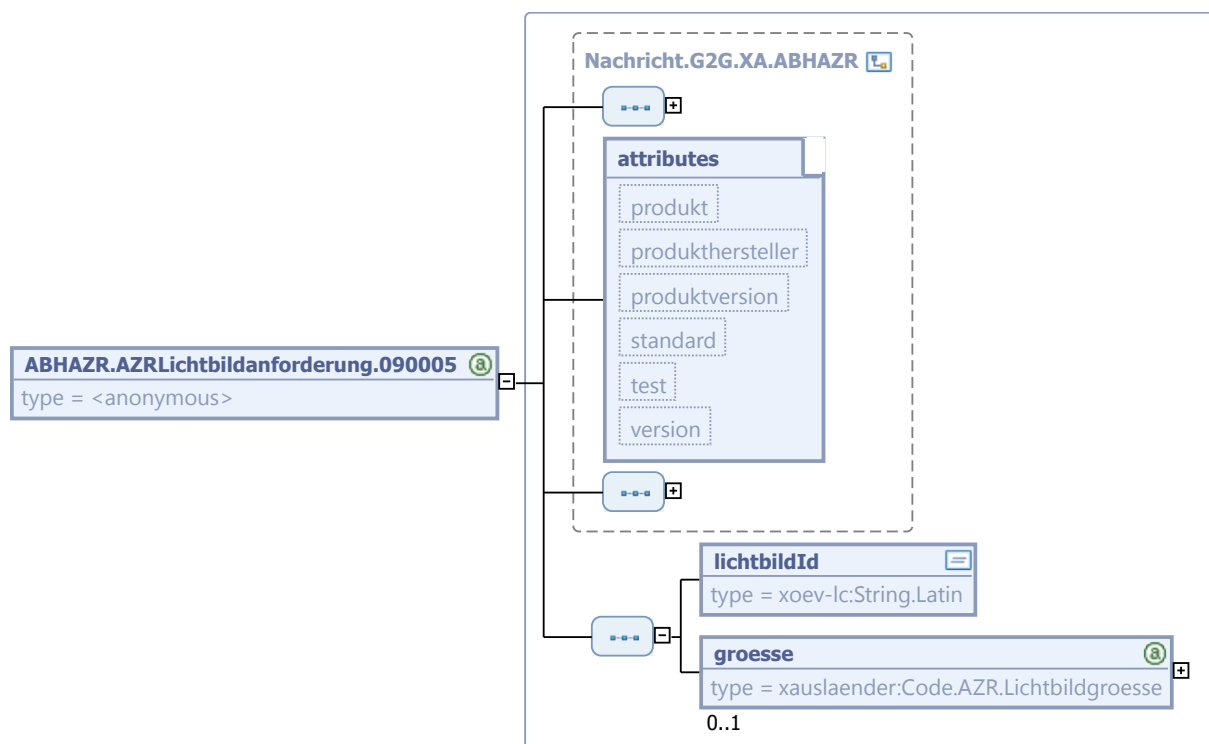 Nachricht.G2G.XA.ABHAZR
attributes
produkt
produkthersteller
produktversion
standard
test
version
ABHAZR.AZRLichtbildanforderung.090005
type = <anonymous>
lichtbildId
type = xoev-lc:String.Latin
groesse
type = xauslaender:Code.AZR.Lichtbildgroesse
0..1